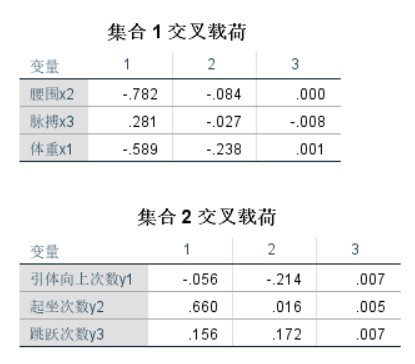 集合 1 交叉载荷
变量 1 2 3
腰围x2 -.782 -.084 .000
脉搏x3 .281 -.027 -.008
体重x1 -.589 -.238 .001
集合 2 交叉载荷
变量 1 2 3
引体向上次数y1 -.056 -.214 .007
起坐次数y2 .660 .016 .005
跳跃次数y3 .156 .172 .007